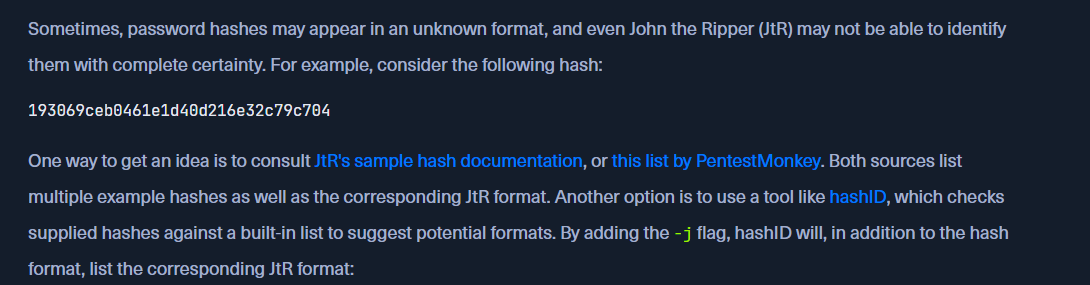 Sometimes, password hashes may appear in an unknown format, and even John the Ripper (JtR) may not be able to identify
them with complete certainty. For example, consider the following hash:
193069ceb0461e1d40d216e32c79c704
One way to get an idea is to consult JtR's sample hash documentation, or this list by PentestMonkey. Both sources list
multiple example hashes as well as the corresponding JtR format. Another option is to use a tool like hashID, which checks
supplied hashes against a built-in list to suggest potential formats. By adding the -j flag, hashID will, in addition to the hash
format, list the corresponding JtR format: